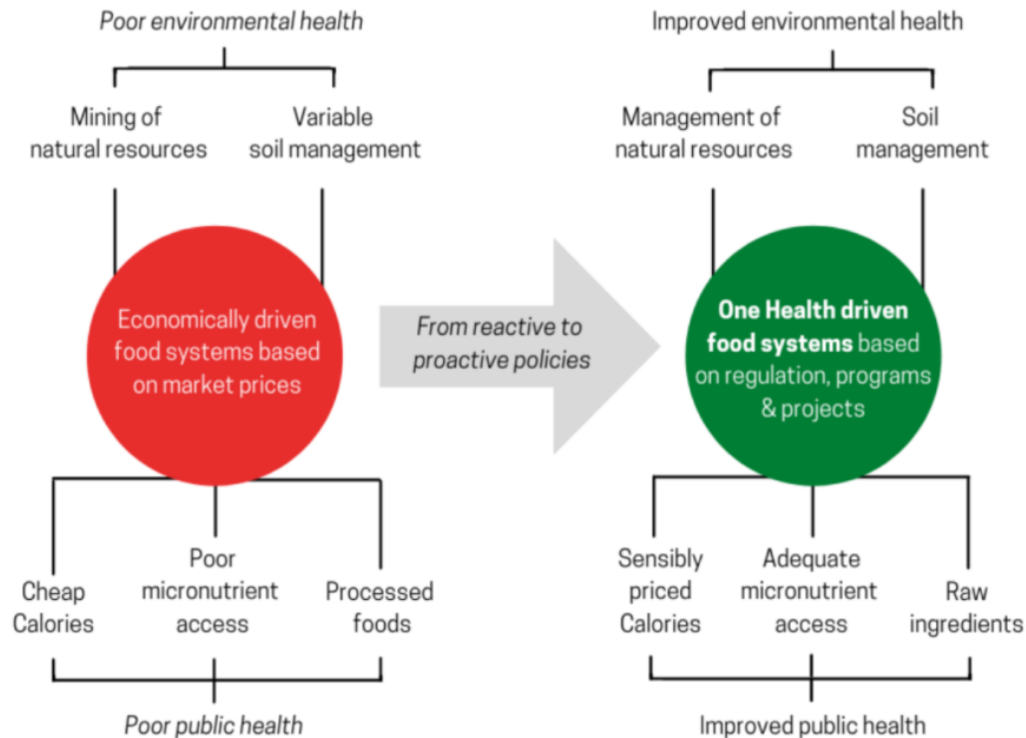 Poor environmental health
Mining of
natural resources
Variable
soil management
Economically driven
food systems based
on market prices
Cheap
Calories
Poor
micronutrient
access
Processed
foods
Poor public health
From reactive to
proactive policies
Improved environmental health
Management of
natural resources
Soil
management
One Health driven
food systems based
on regulation, programs
& projects
Sensibly
priced
Calories
Adequate
micronutrient
access
Raw
ingredients
Improved public health